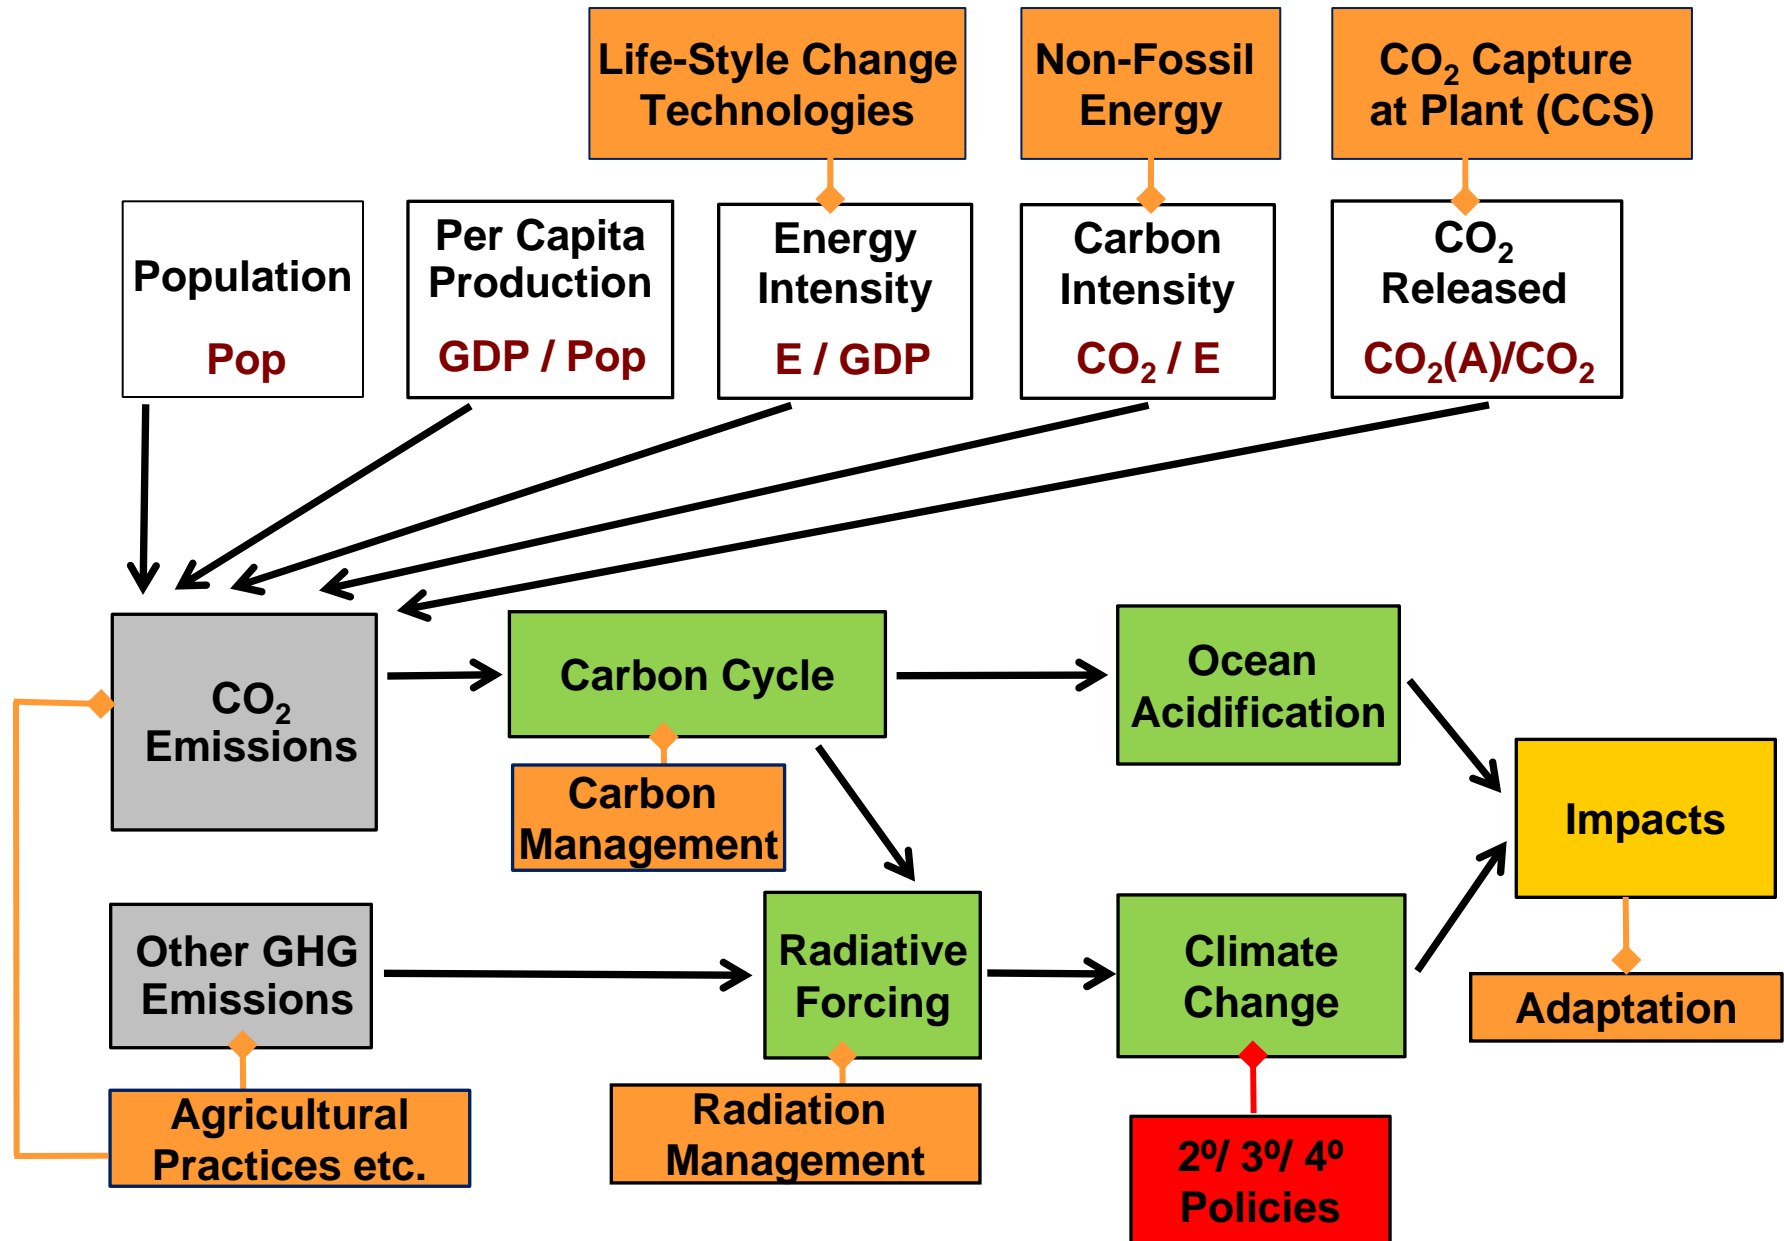 Life-Style Change
Technologies
Non-Fossil
Energy
CO₂ Capture
at Plant (CCS)
Population
Pop
Per Capita
Production
GDP / Pop
Energy
Intensity
E / GDP
Carbon
Intensity
CO₂ / E
CO₂
Released
CO₂(A)/CO₂
CO₂
Emissions
Carbon Cycle
Ocean
Acidification
Carbon
Management
Impacts
Other GHG
Emissions
Radiative
Forcing
Climate
Change
Adaptation
Agricultural
Practices etc.
Radiation
Management
2º/ 3º/ 4º
Policies